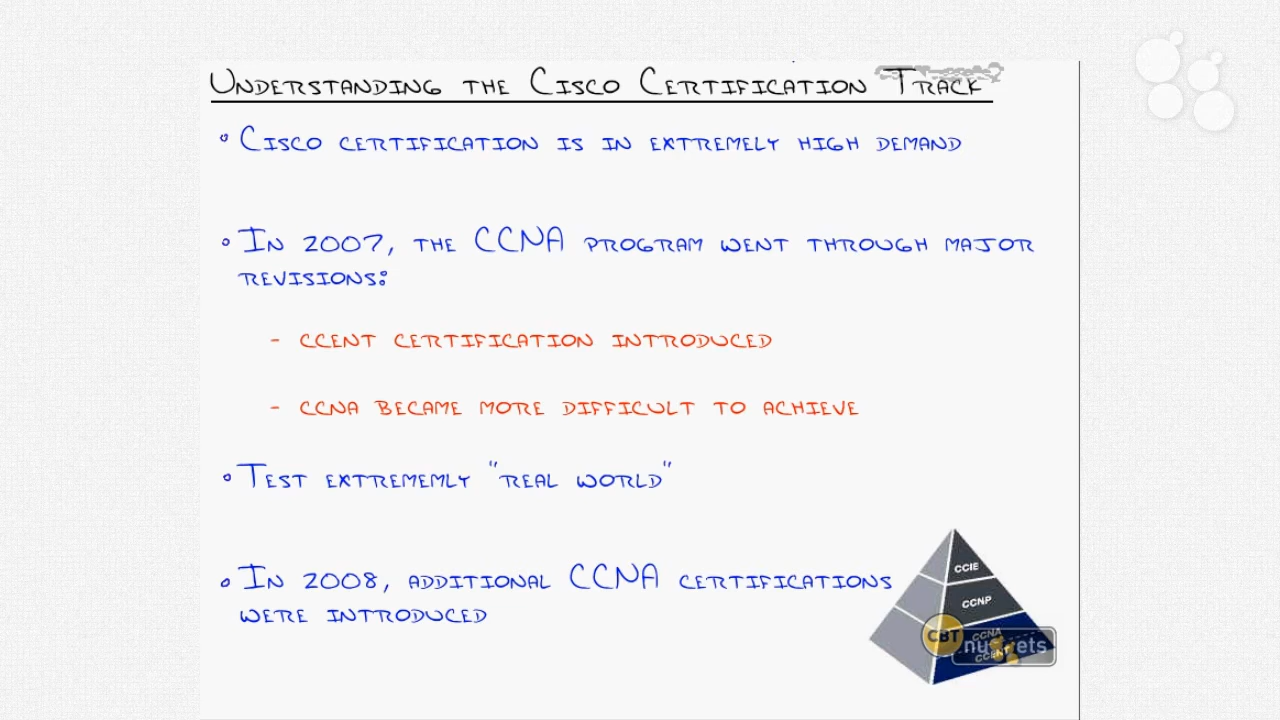 Understanding the Cisco Certification Track
Cisco certification is in extremely high demand
In 2007, the CCNA program went through major
revisions:
- CCENT certification introduced
- CCNA became more difficult to achieve
Test extrememly "real world"
In 2008, additional CCNA certifications
were introduced
CCIE
CCNP
CCNA
CCENT
CBT nuggets